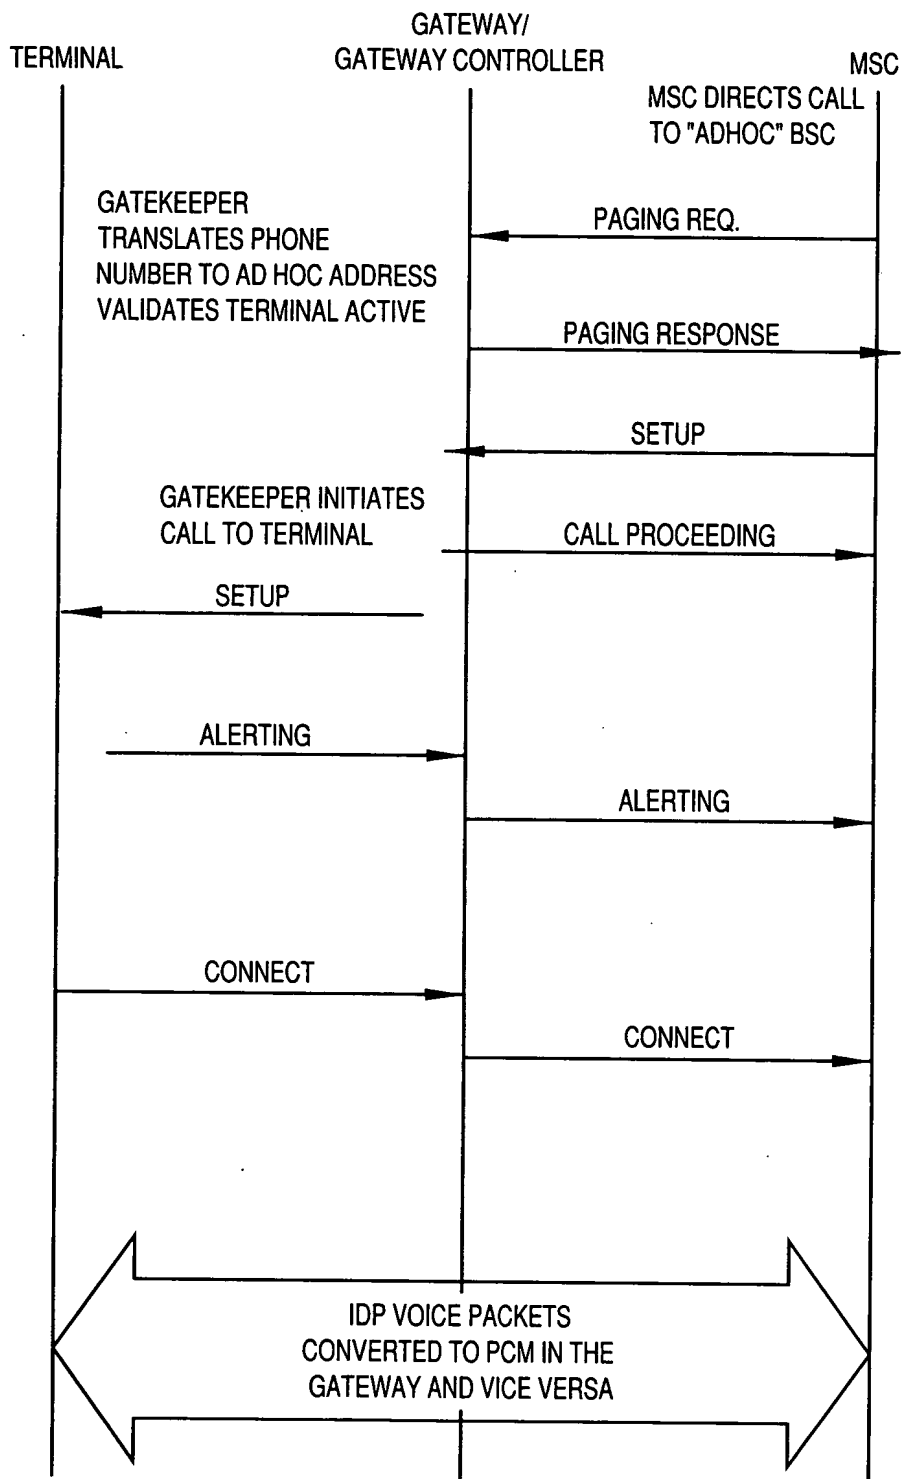 GATEWAY/
GATEWAY CONTROLLER
TERMINAL
MSC
MSC DIRECTS CALL
TO "ADHOC" BSC
GATEKEEPER
TRANSLATES PHONE
NUMBER TO AD HOC ADDRESS
VALIDATES TERMINAL ACTIVE
PAGING REQ.
PAGING RESPONSE
SETUP
GATEKEEPER INITIATES
CALL TO TERMINAL
CALL PROCEEDING
SETUP
ALERTING
ALERTING
CONNECT
CONNECT
IDP VOICE PACKETS
CONVERTED TO PCM IN THE
GATEWAY AND VICE VERSA